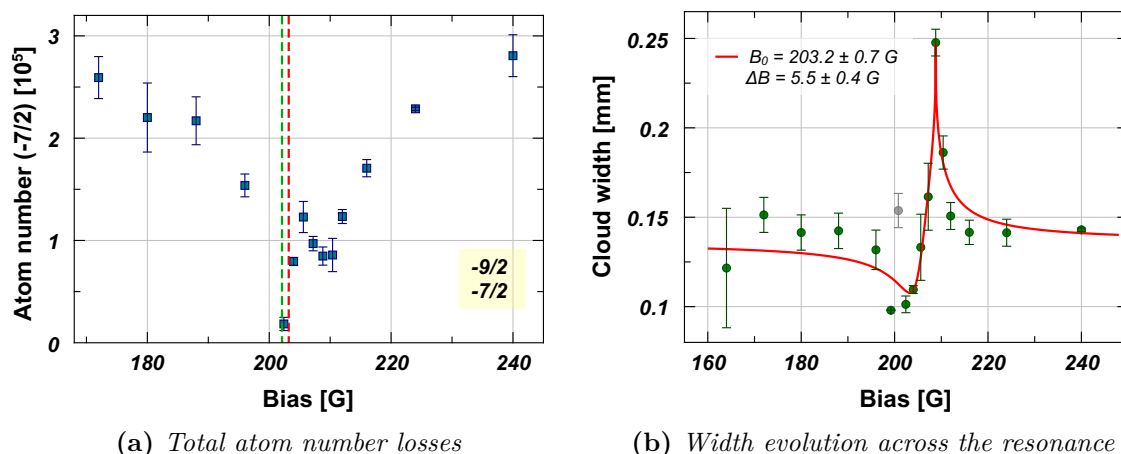 Atom number (-7/2) [10⁵]
3
2
1
0
-9/2
-7/2
180 200 220 240
Bias [G]
(a) Total atom number losses
Cloud width [mm]
0.25
0.2
0.15
0.1
B₀ = 203.2 ± 0.7 G
ΔB = 5.5 ± 0.4 G
160 180 200 220 240
Bias [G]
(b) Width evolution across the resonance